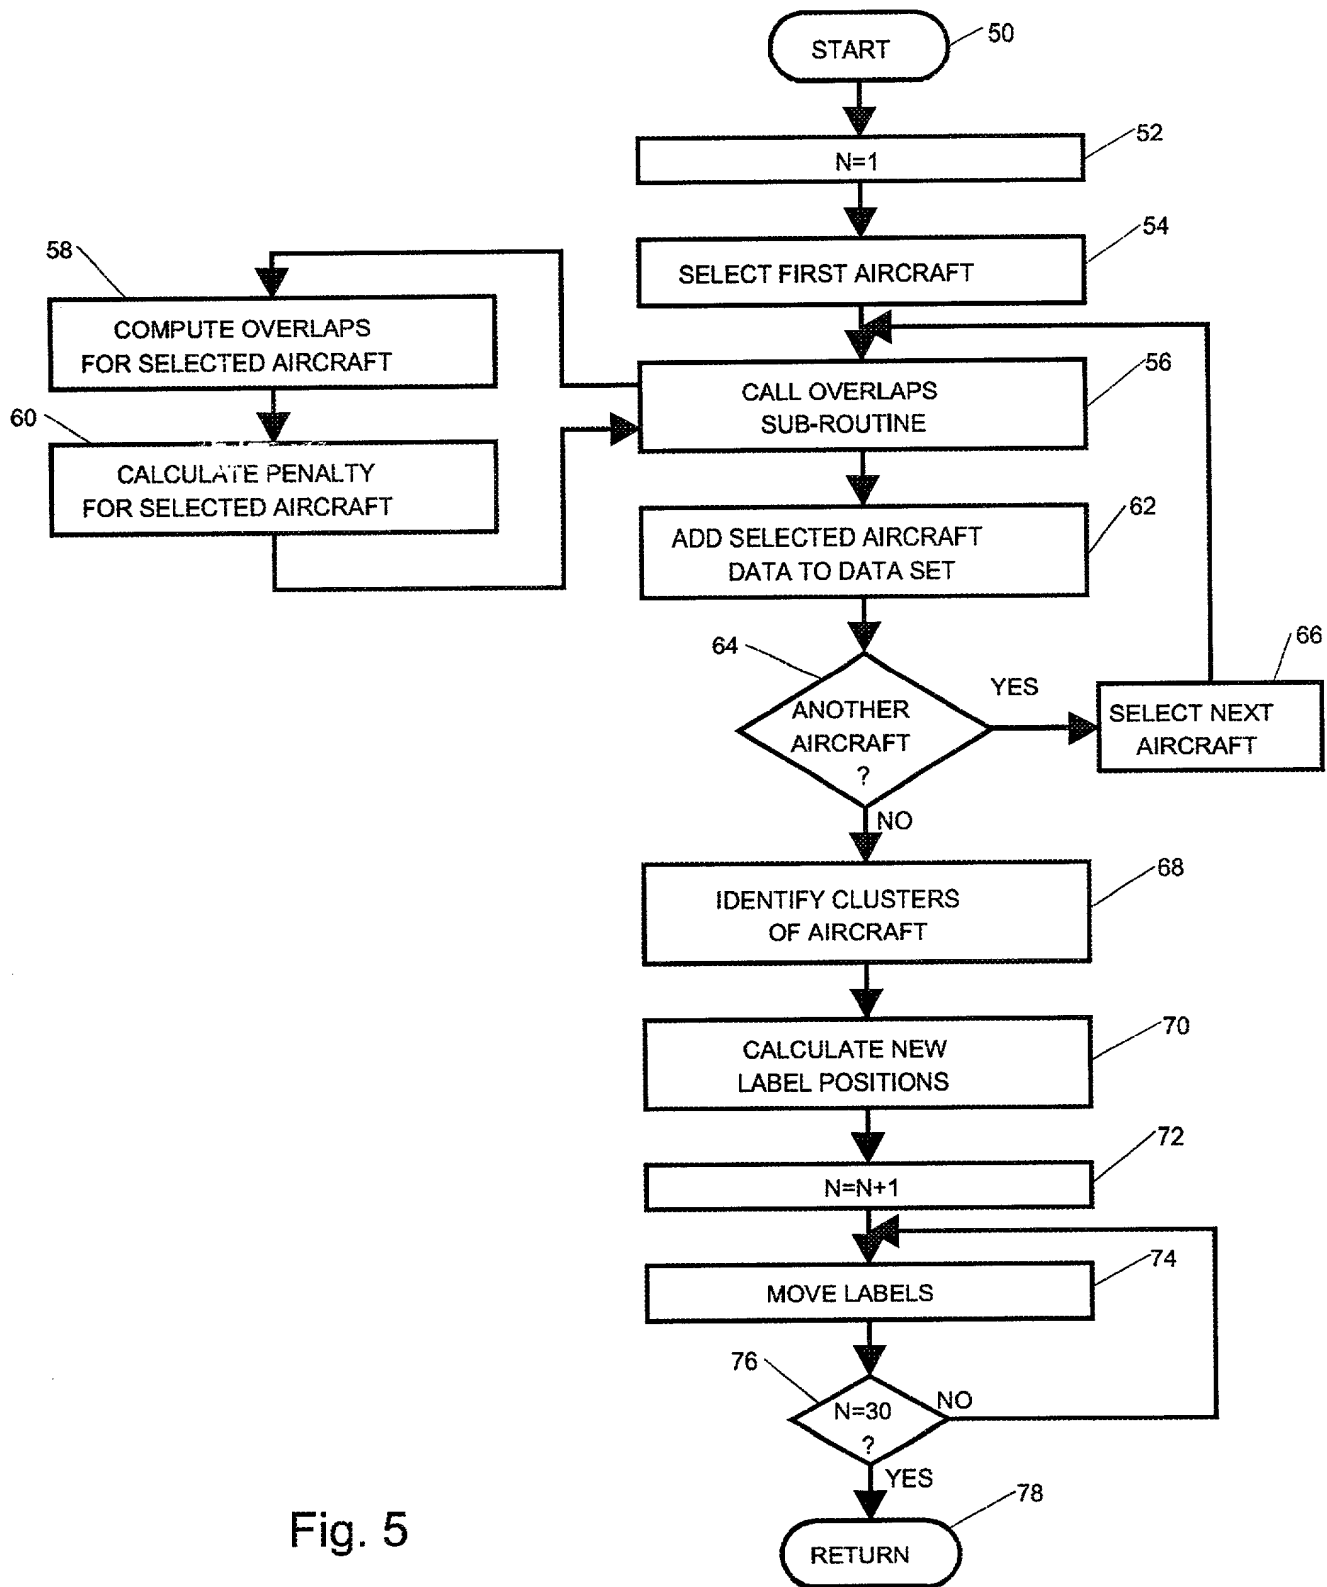 START
50
N=1
52
SELECT FIRST AIRCRAFT
54
58
COMPUTE OVERLAPS
FOR SELECTED AIRCRAFT
CALL OVERLAPS
SUB-ROUTINE
56
60
CALCULATE PENALTY
FOR SELECTED AIRCRAFT
ADD SELECTED AIRCRAFT
DATA TO DATA SET
62
64
ANOTHER
AIRCRAFT
?
YES
66
SELECT NEXT
AIRCRAFT
NO
IDENTIFY CLUSTERS
OF AIRCRAFT
68
CALCULATE NEW
LABEL POSITIONS
70
N=N+1
72
MOVE LABELS
74
76
N=30
?
NO
YES
RETURN
78
Fig. 5